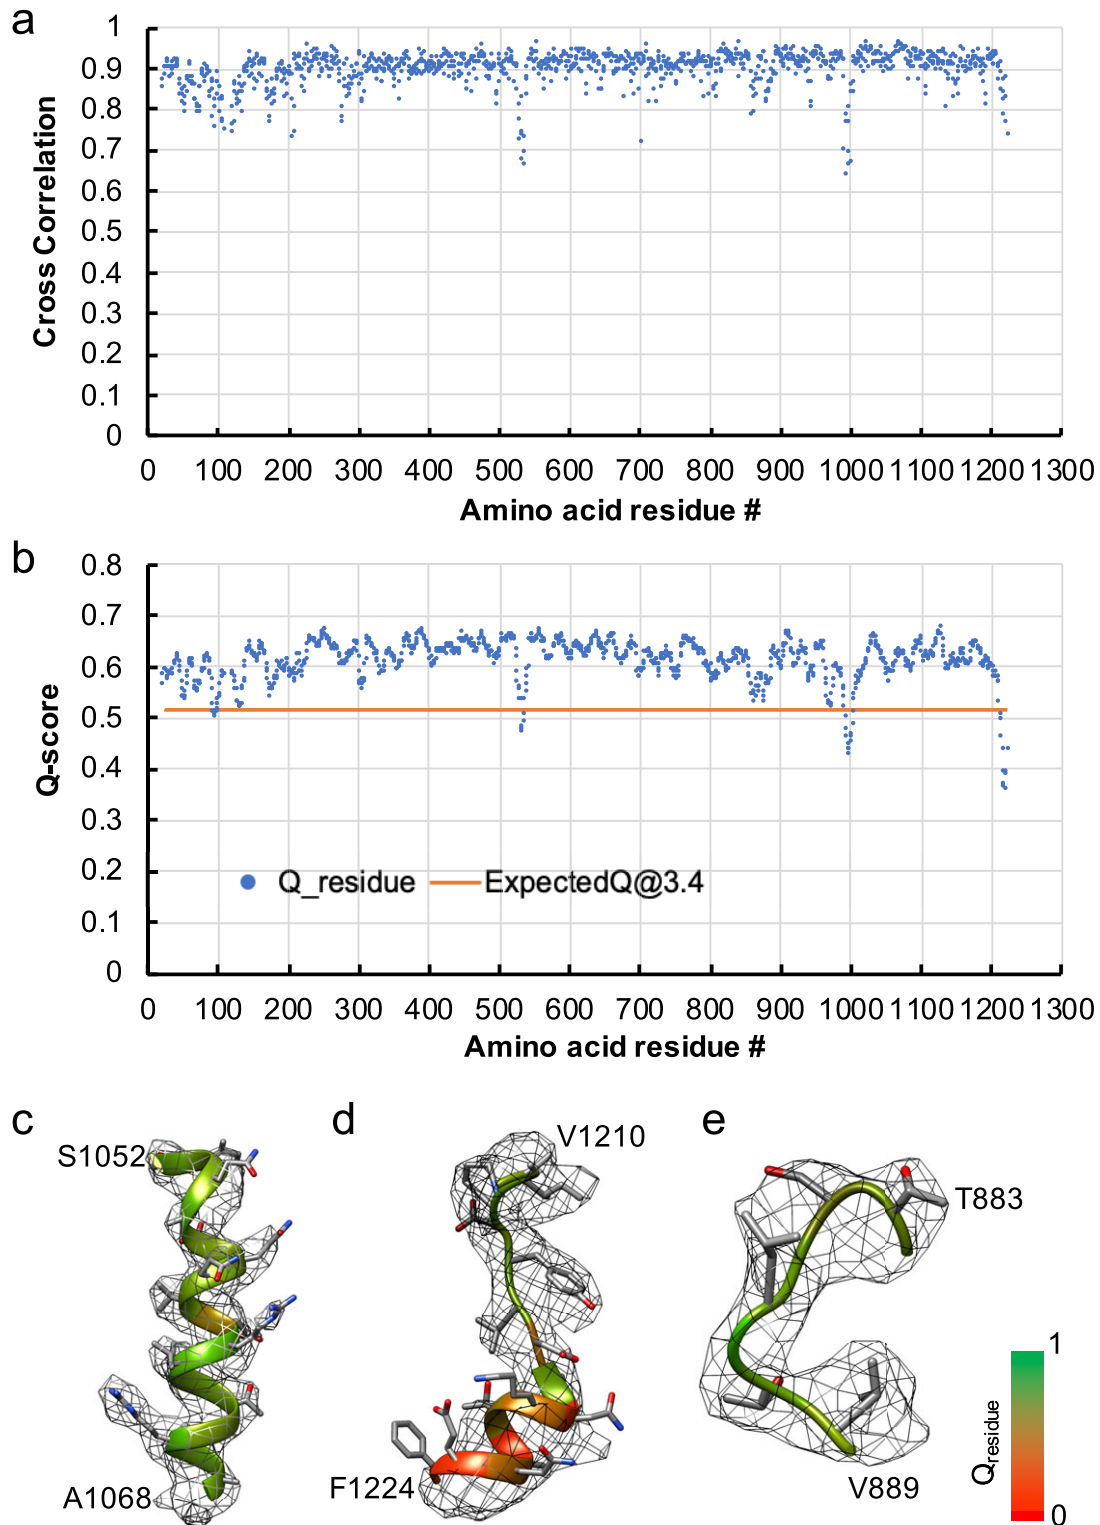 a
1
0.9
0.8
0.7
0.6
0.5
0.4
0.3
0.2
0.1
0
Cross Correlation
0 100 200 300 400 500 600 700 800 900 1000 1100 1200 1300
Amino acid residue #
b
0.8
0.7
0.6
0.5
0.4
0.3
0.2
0.1
0
Q-score
Q_residue ExpectedQ@3.4
0 100 200 300 400 500 600 700 800 900 1000 1100 1200 1300
Amino acid residue #
c
S1052
A1068
d
V1210
F1224
e
T883
V889
1
Qresidue
0